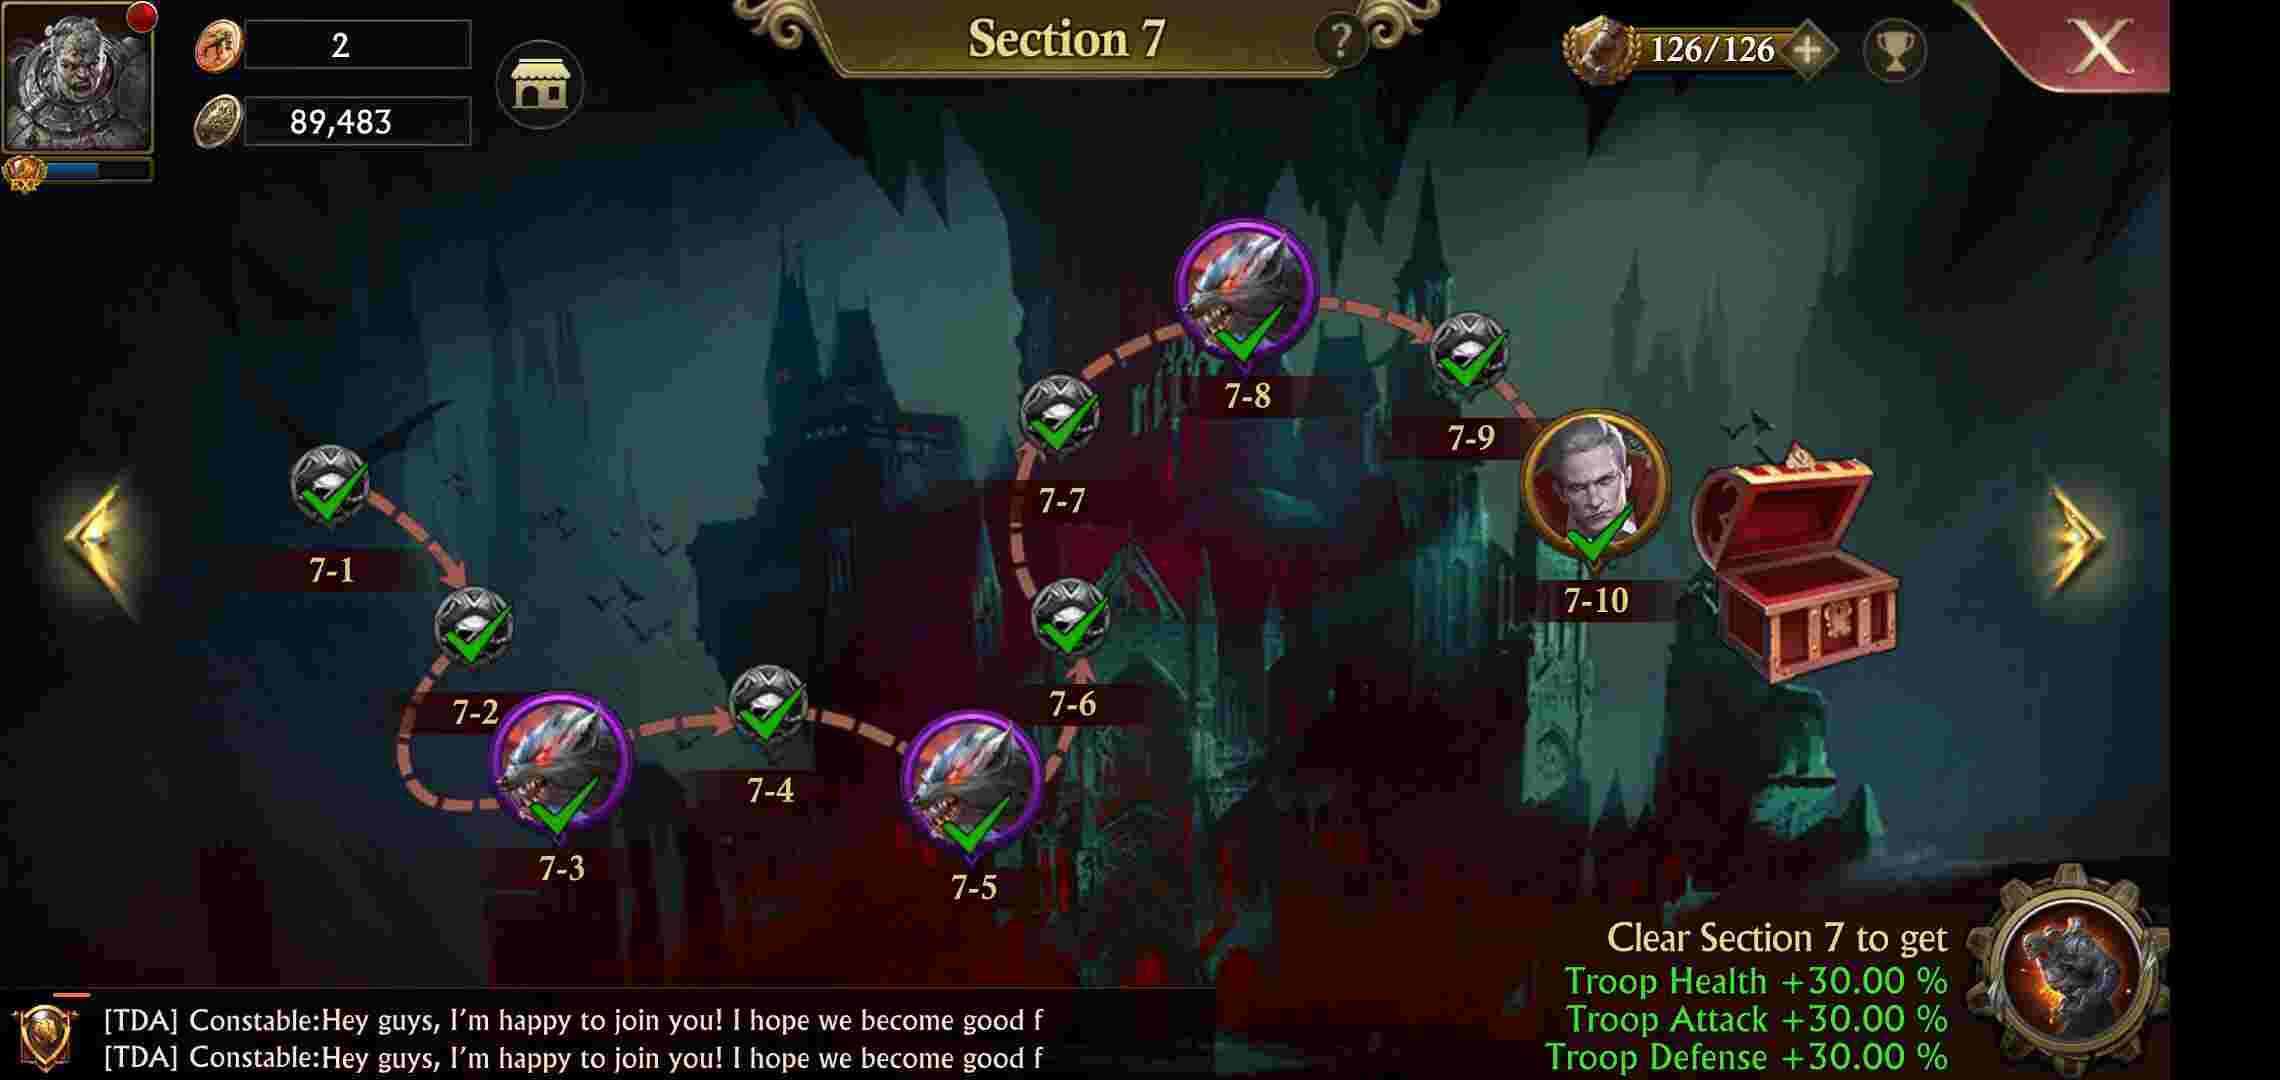 Section 7
?
2
126/126
X
89,483
EXP
7-8
7-9
7-7
7-1
7-10
7-2
7-6
7-4
7-3
7-5
Clear Section 7 to get
Troop Health +30.00 %
Troop Attack +30.00 %
Troop Defense +30.00 %
[TDA] Constable:Hey guys, I'm happy to join you! I hope we become good f
[TDA] Constable:Hey guys, I'm happy to join you! I hope we become good f